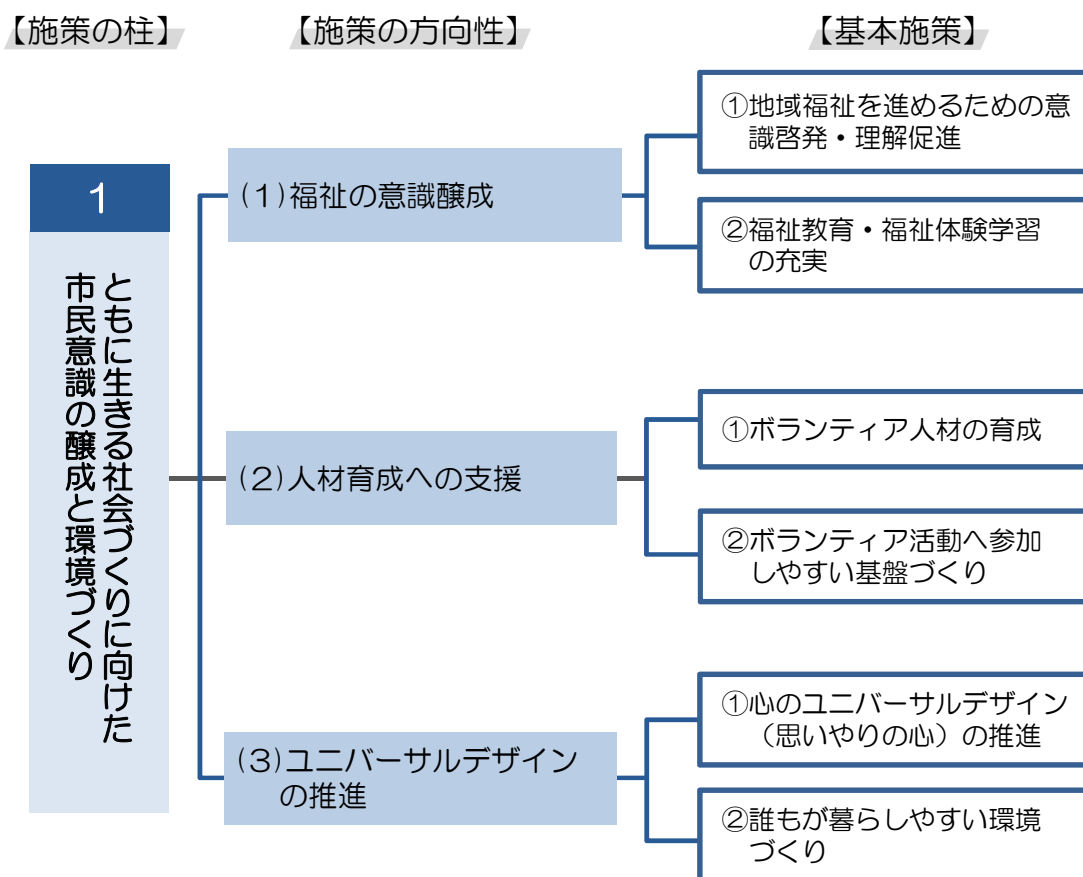 【施策の柱】
【施策の方向性】
【基本施策】
1
ともに生きる社会づくりに向けた
市民意識の醸成と環境づくり
(1)福祉の意識醸成
①地域福祉を進めるための意
識啓発・理解促進
②福祉教育・福祉体験学習
の充実
(2)人材育成への支援
①ボランティア人材の育成
②ボランティア活動へ参加
しやすい基盤づくり
(3)ユニバーサルデザイン
の推進
①心のユニバーサルデザイン
（思いやりの心）の推進
②誰もが暮らしやすい環境
づくり